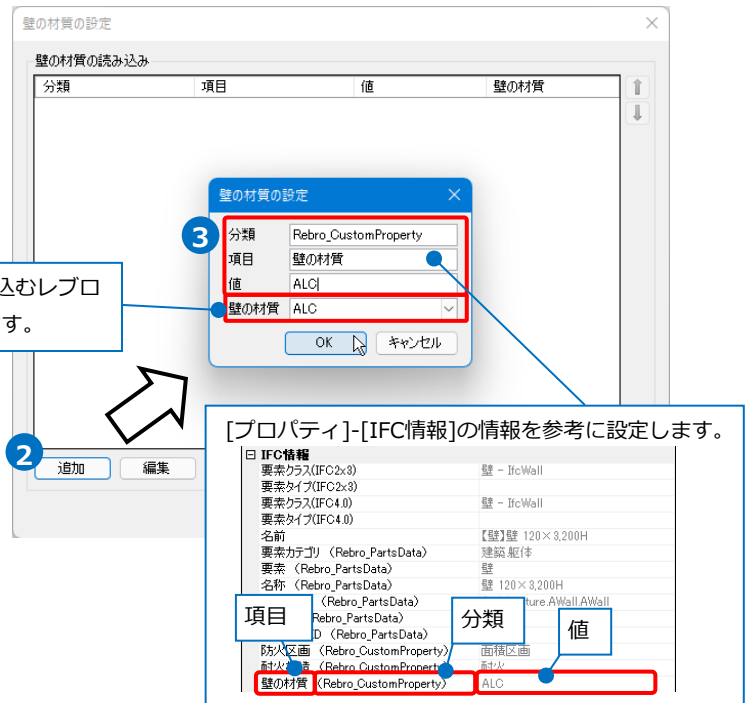 壁の材質の設定
壁の材質の読み込み
分類 項目 値 壁の材質
壁の材質の設定
3
分類 Rebro_CustomProperty
項目 壁の材質
値 ALC
壁の材質 ALC
OK キャンセル
込むレブロ
す。
2
追加 編集
[プロパティ]-[IFC情報]の情報を参考に設定します。
IFC情報
要素クラス(IFC2x3) 壁 - IfcWall
要素タイプ(IFC2x3)
要素クラス(IFC4.0) 壁 - IfcWall
要素タイプ(IFC4.0)
名前 【壁】壁 120×3,200H
要素カテゴリ (Rebro_PartsData) 建築躯体
要素 (Rebro_PartsData) 壁
名称 (Rebro_PartsData) 壁 120×3,200H
(Rebro_PartsData) ture.AWall.AWall
Rebro_PartsData)
D (Rebro_PartsData)
項目 分類 値
防火区画 (Rebro_CustomProperty) 面積区画
(Rebro_CustomProperty) 耐火
壁の材質 (Rebro_CustomProperty) ALC